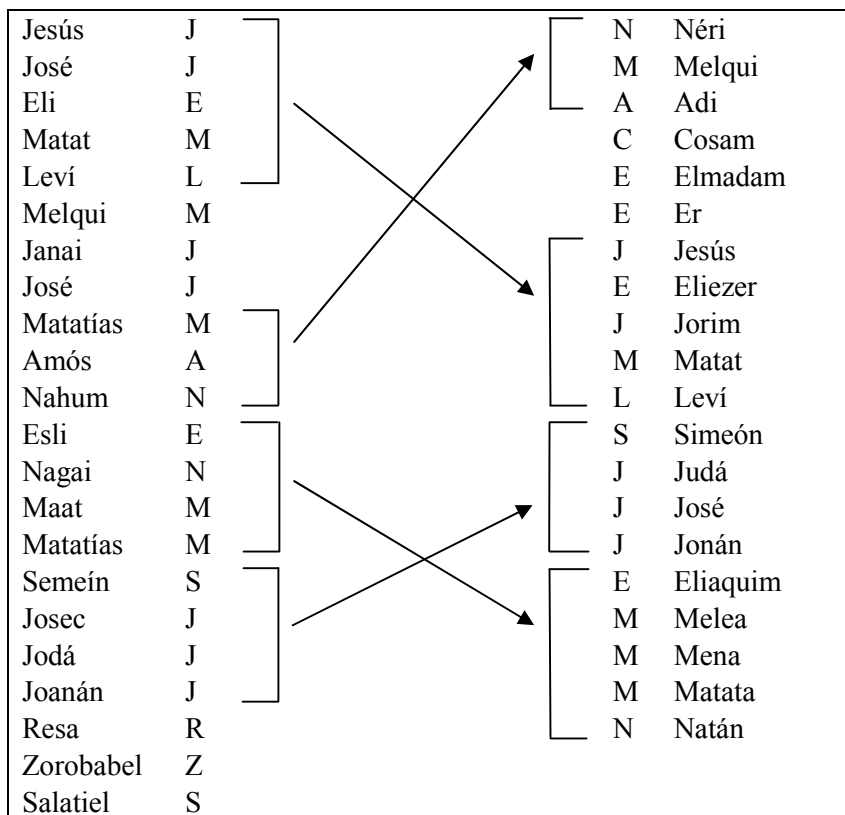 Jesús J N Néri
José J M Melqui
Eli E A Adi
Matat M C Cosam
Leví L E Elmadam
Melqui M E Er
Janai J J Jesús
José J E Eliezer
Matatías M J Jorim
Amós A M Matat
Nahum N L Leví
Esli E S Simeón
Nagai N J Judá
Maat M J José
Matatías M J Jonán
Semeín S E Eliaquim
Josec J M Melea
Jodá J M Mena
Joanán J M Matata
Resa R N Natán
Zorobabel Z
Salatiel S